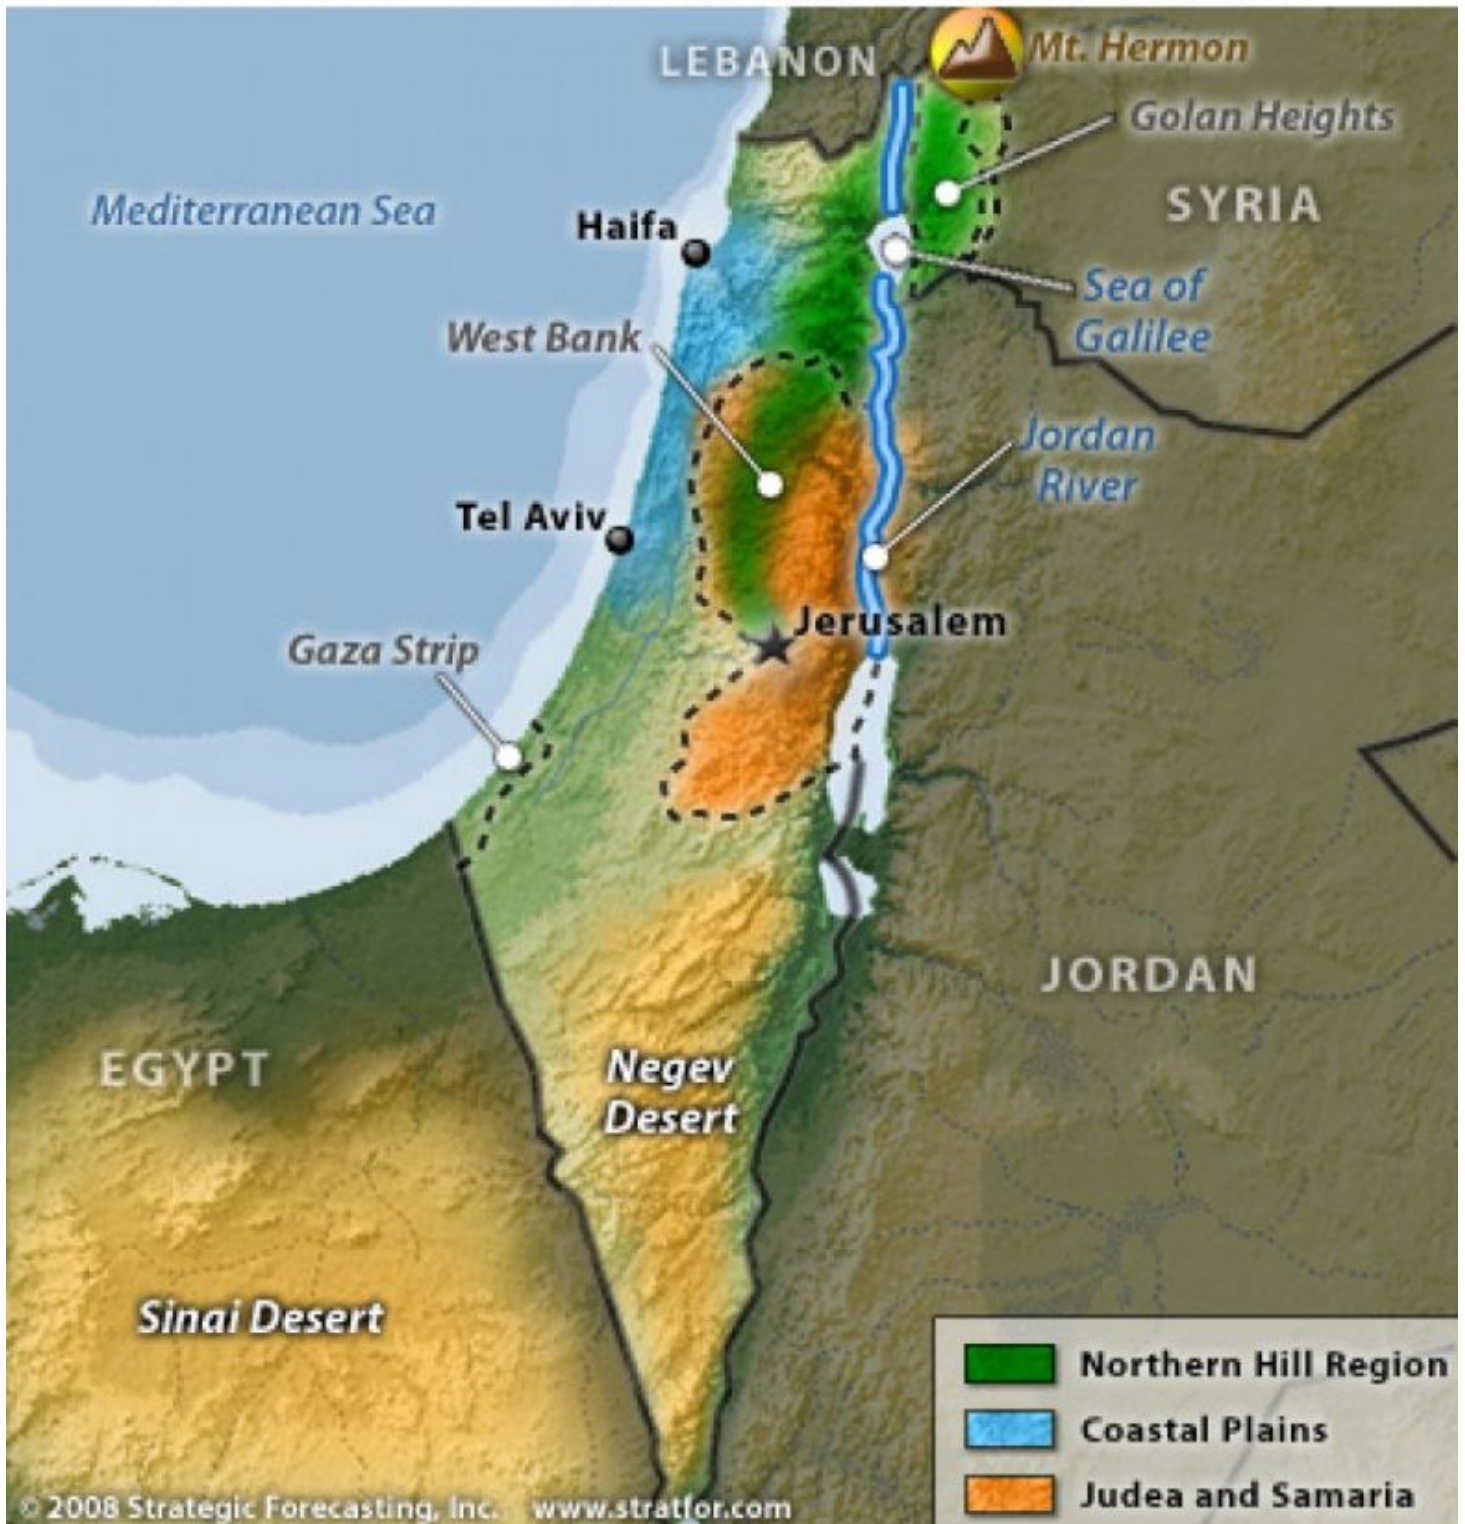 LEBANON
Mt. Hermon
Golan Heights
SYRIA
Mediterranean Sea
Haifa
Sea of
Galilee
West Bank
Jordan
River
Tel Aviv
Jerusalem
Gaza Strip
JORDAN
EGYPT
Negev
Desert
Sinai Desert
Northern Hill Region
Coastal Plains
Judea and Samaria
© 2008 Strategic Forecasting, Inc. www.stratfor.com